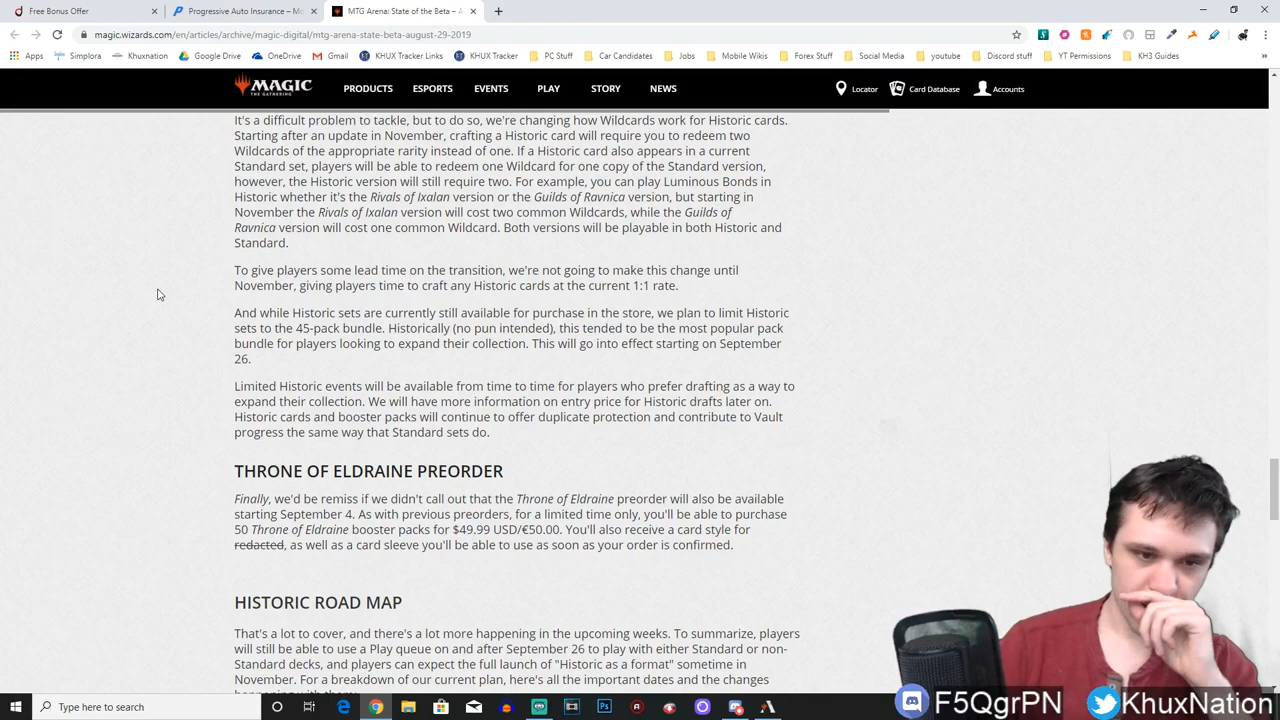 Free Bonus Offer
Progressive Auto Insurance – Mo
MTG Arena: State of the Beta – A
magic.wizards.com/en/articles/archive/magic-digital/mtg-arena-state-beta-august-29-2019
Apps Simplora Khuxnation Google Drive OneDrive Gmail KHUX Tracker Links KHUX Tracker PC Stuff Car Candidates Jobs Mobile Wikis Forex Stuff Social Media youtube Discord stuff YT Permissions KH3 Guides
MAGIC THE GATHERING PRODUCTS ESPORTS EVENTS PLAY STORY NEWS Locator Card Database Accounts
It's a difficult problem to tackle, but to do so, we're changing how Wildcards work for Historic cards.
Starting after an update in November, crafting a Historic card will require you to redeem two
Wildcards of the appropriate rarity instead of one. If a Historic card also appears in a current
Standard set, players will be able to redeem one Wildcard for one copy of the Standard version,
however, the Historic version will still require two. For example, you can play Luminous Bonds in
Historic whether it's the Rivals of Ixalan version or the Guilds of Ravnica version, but starting in
November the Rivals of Ixalan version will cost two common Wildcards, while the Guilds of
Ravnica version will cost one common Wildcard. Both versions will be playable in both Historic and
Standard.
To give players some lead time on the transition, we're not going to make this change until
November, giving players time to craft any Historic cards at the current 1:1 rate.
And while Historic sets are currently still available for purchase in the store, we plan to limit Historic
sets to the 45-pack bundle. Historically (no pun intended), this tended to be the most popular pack
bundle for players looking to expand their collection. This will go into effect starting on September
26.
Limited Historic events will be available from time to time for players who prefer drafting as a way to
expand their collection. We will have more information on entry price for Historic drafts later on.
Historic cards and booster packs will continue to offer duplicate protection and contribute to Vault
progress the same way that Standard sets do.
THRONE OF ELDRAINE PREORDER
Finally, we'd be remiss if we didn't call out that the Throne of Eldraine preorder will also be available
starting September 4. As with previous preorders, for a limited time only, you'll be able to purchase
50 Throne of Eldraine booster packs for $49.99 USD/€50.00. You'll also receive a card style for
redacted, as well as a card sleeve you'll be able to use as soon as your order is confirmed.
HISTORIC ROAD MAP
That's a lot to cover, and there's a lot more happening in the upcoming weeks. To summarize, players
will still be able to use a Play queue on and after September 26 to play with either Standard or non-
Standard decks, and players can expect the full launch of "Historic as a format" sometime in
November. For a breakdown of our current plan, here's all the important dates and the changes
happening with them:
Type here to search
F5QgrPN KhuxNation